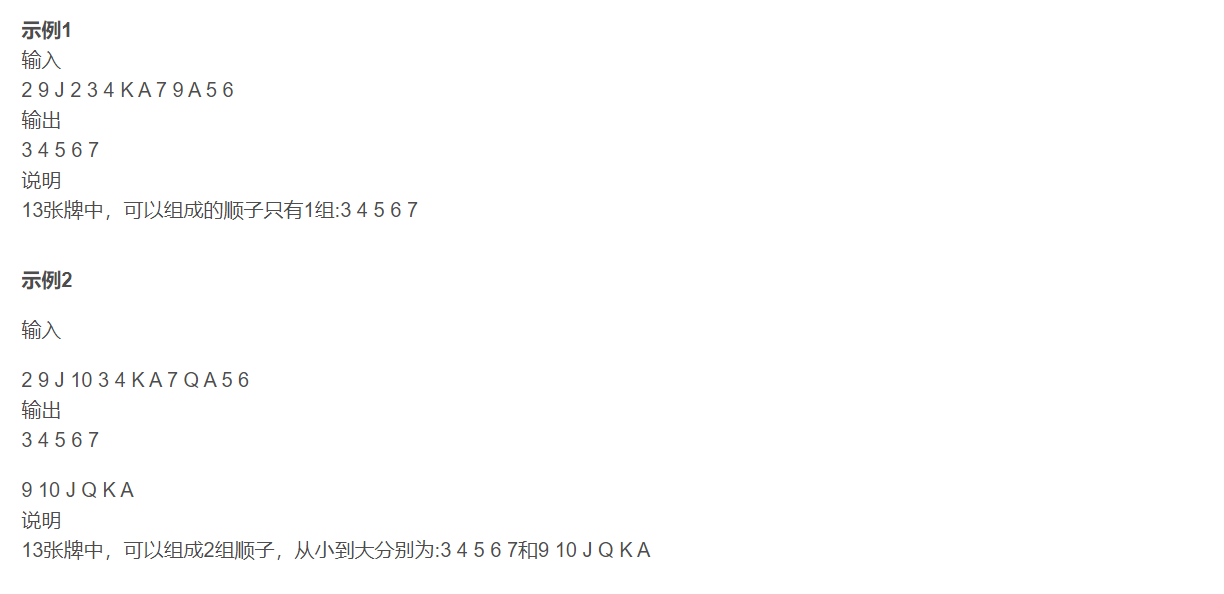 示例1
输入
2 9 J 2 3 4 K A 7 9 A 5 6
输出
3 4 5 6 7
说明
13张牌中，可以组成的顺子只有1组:3 4 5 6 7
示例2
输入
2 9 J 10 3 4 K A 7 Q A 5 6
输出
3 4 5 6 7
9 10 J Q K A
说明
13张牌中，可以组成2组顺子，从小到大分别为:3 4 5 6 7和9 10 J Q K A